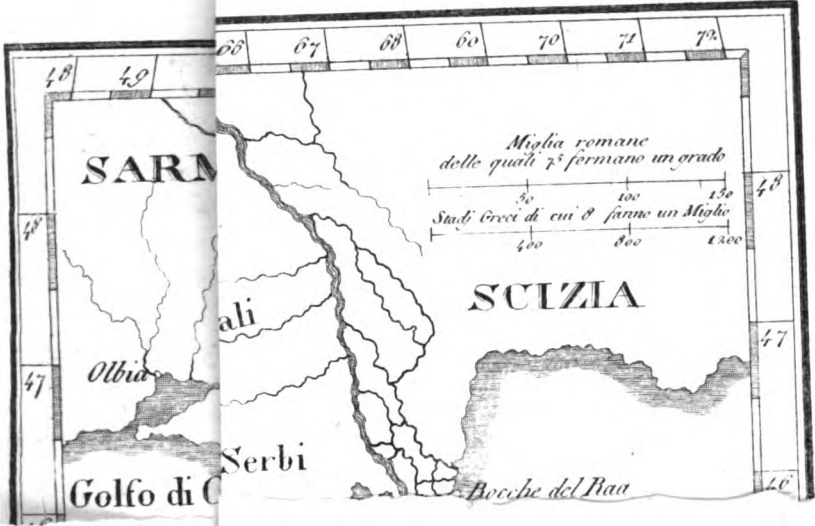 66 67 68 60 70 71 72
48 49
Miglia romane
delle quali 75 formano un grado
50 100 150
Stadj Greci di cui 8 fanno un Miglio
400 800 1200
SARM
48
48
SCIZIA
ali
47
Olbia
47
Serbi
Golfo di C
Bocche del Raa
46
46